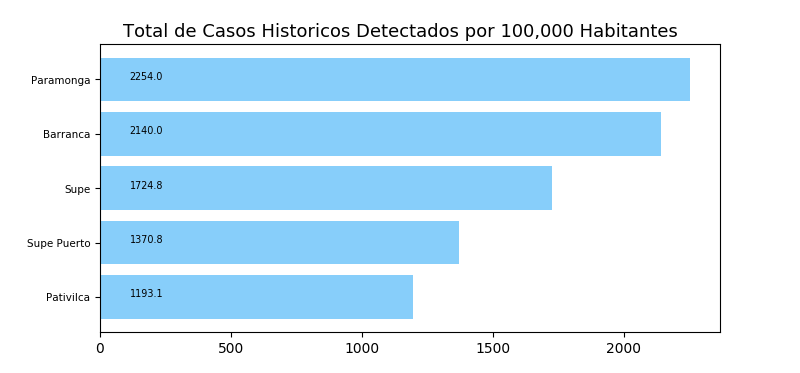 Total de Casos Historicos Detectados por 100,000 Habitantes
Paramonga 2254.0
Barranca 2140.0
Supe 1724.8
Supe Puerto 1370.8
Pativilca 1193.1
0 500 1000 1500 2000